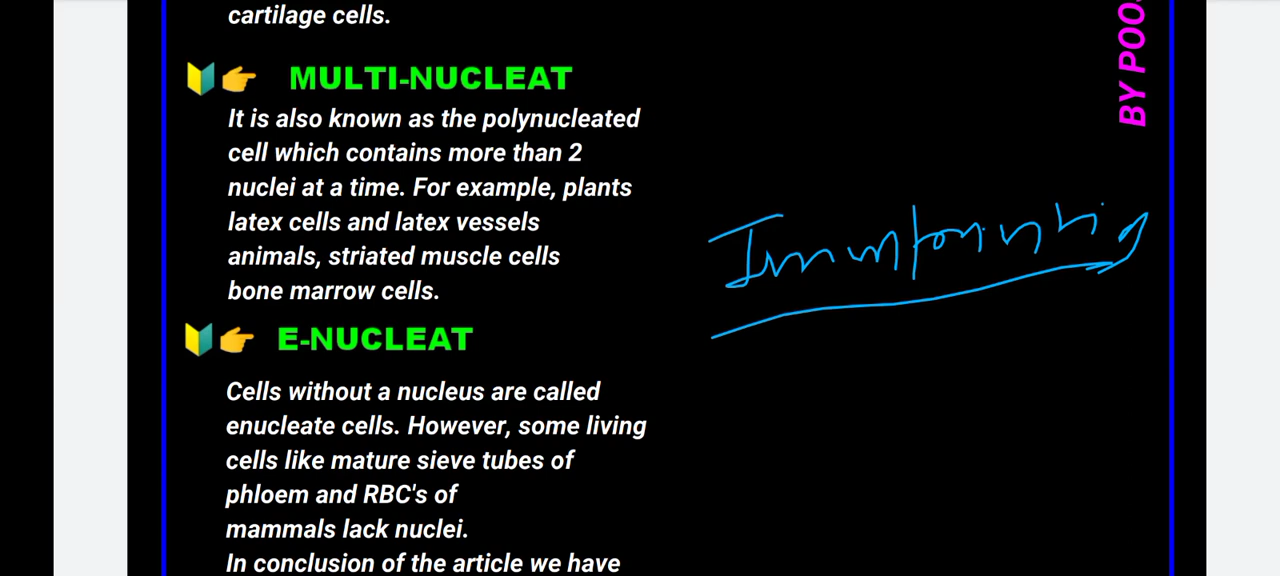 cartilage cells.
MULTI-NUCLEAT
It is also known as the polynucleated
cell which contains more than 2
nuclei at a time. For example, plants
latex cells and latex vessels
animals, striated muscle cells
bone marrow cells.
E-NUCLEAT
Cells without a nucleus are called
enucleate cells. However, some living
cells like mature sieve tubes of
phloem and RBC's of
mammals lack nuclei.
In conclusion of the article we have
BY